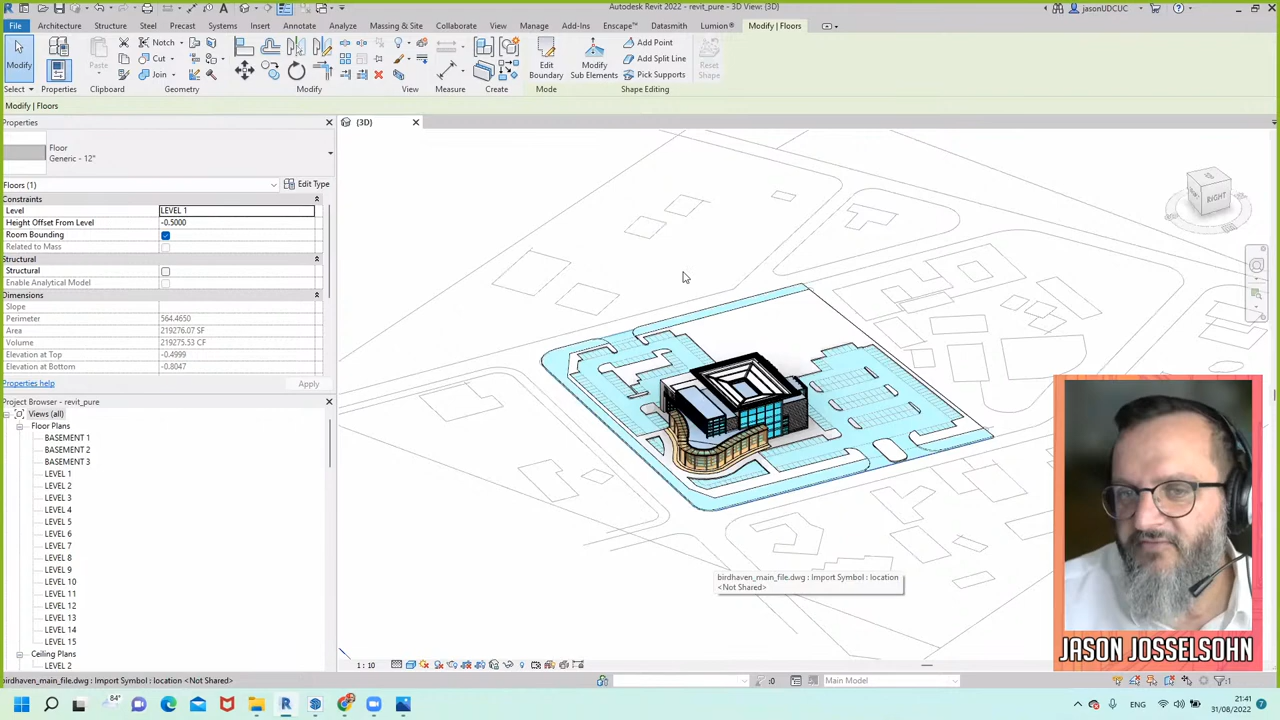 Autodesk Revit 2022 - revit_pure - 3D View: {3D}
jasonUDCUC
File
Architecture
Structure
Steel
Precast
Systems
Insert
Annotate
Analyze
Massing & Site
Collaborate
View
Manage
Add-Ins
Enscape™
Datasmith
Lumion®
Modify | Floors
Modify
Paste
Notch
Cut
Join
Edit
Boundary
Modify
Sub Elements
Add Point
Add Split Line
Pick Supports
Reset
Shape
Select
Properties
Clipboard
Geometry
Modify
View
Measure
Create
Mode
Shape Editing
Modify | Floors
Properties
{3D}
Floor
Generic - 12"
Floors (1)
Edit Type
Constraints
Level LEVEL 1
Height Offset From Level -0.5000
Room Bounding
Related to Mass
Structural
Structural
Enable Analytical Model
Dimensions
Slope
Perimeter 564.4650
Area 219276.07 SF
Volume 219275.53 CF
Elevation at Top -0.4999
Elevation at Bottom -0.8047
Properties help
Apply
RIGHT
Project Browser - revit_pure
Views (all)
Floor Plans
BASEMENT 1
BASEMENT 2
BASEMENT 3
LEVEL 1
LEVEL 2
LEVEL 3
LEVEL 4
LEVEL 5
LEVEL 6
LEVEL 7
LEVEL 8
LEVEL 9
LEVEL 10
LEVEL 11
LEVEL 12
LEVEL 13
LEVEL 14
LEVEL 15
Ceiling Plans
LEVEL 2
birdhaven_main_file.dwg : Import Symbol : location
<Not Shared>
JASON JOSSELSOHN
1 : 10
birdhaven_main_file.dwg : Import Symbol : location <Not Shared>
:0
Main Model
:1
84°
ENG
21:41
31/08/2022